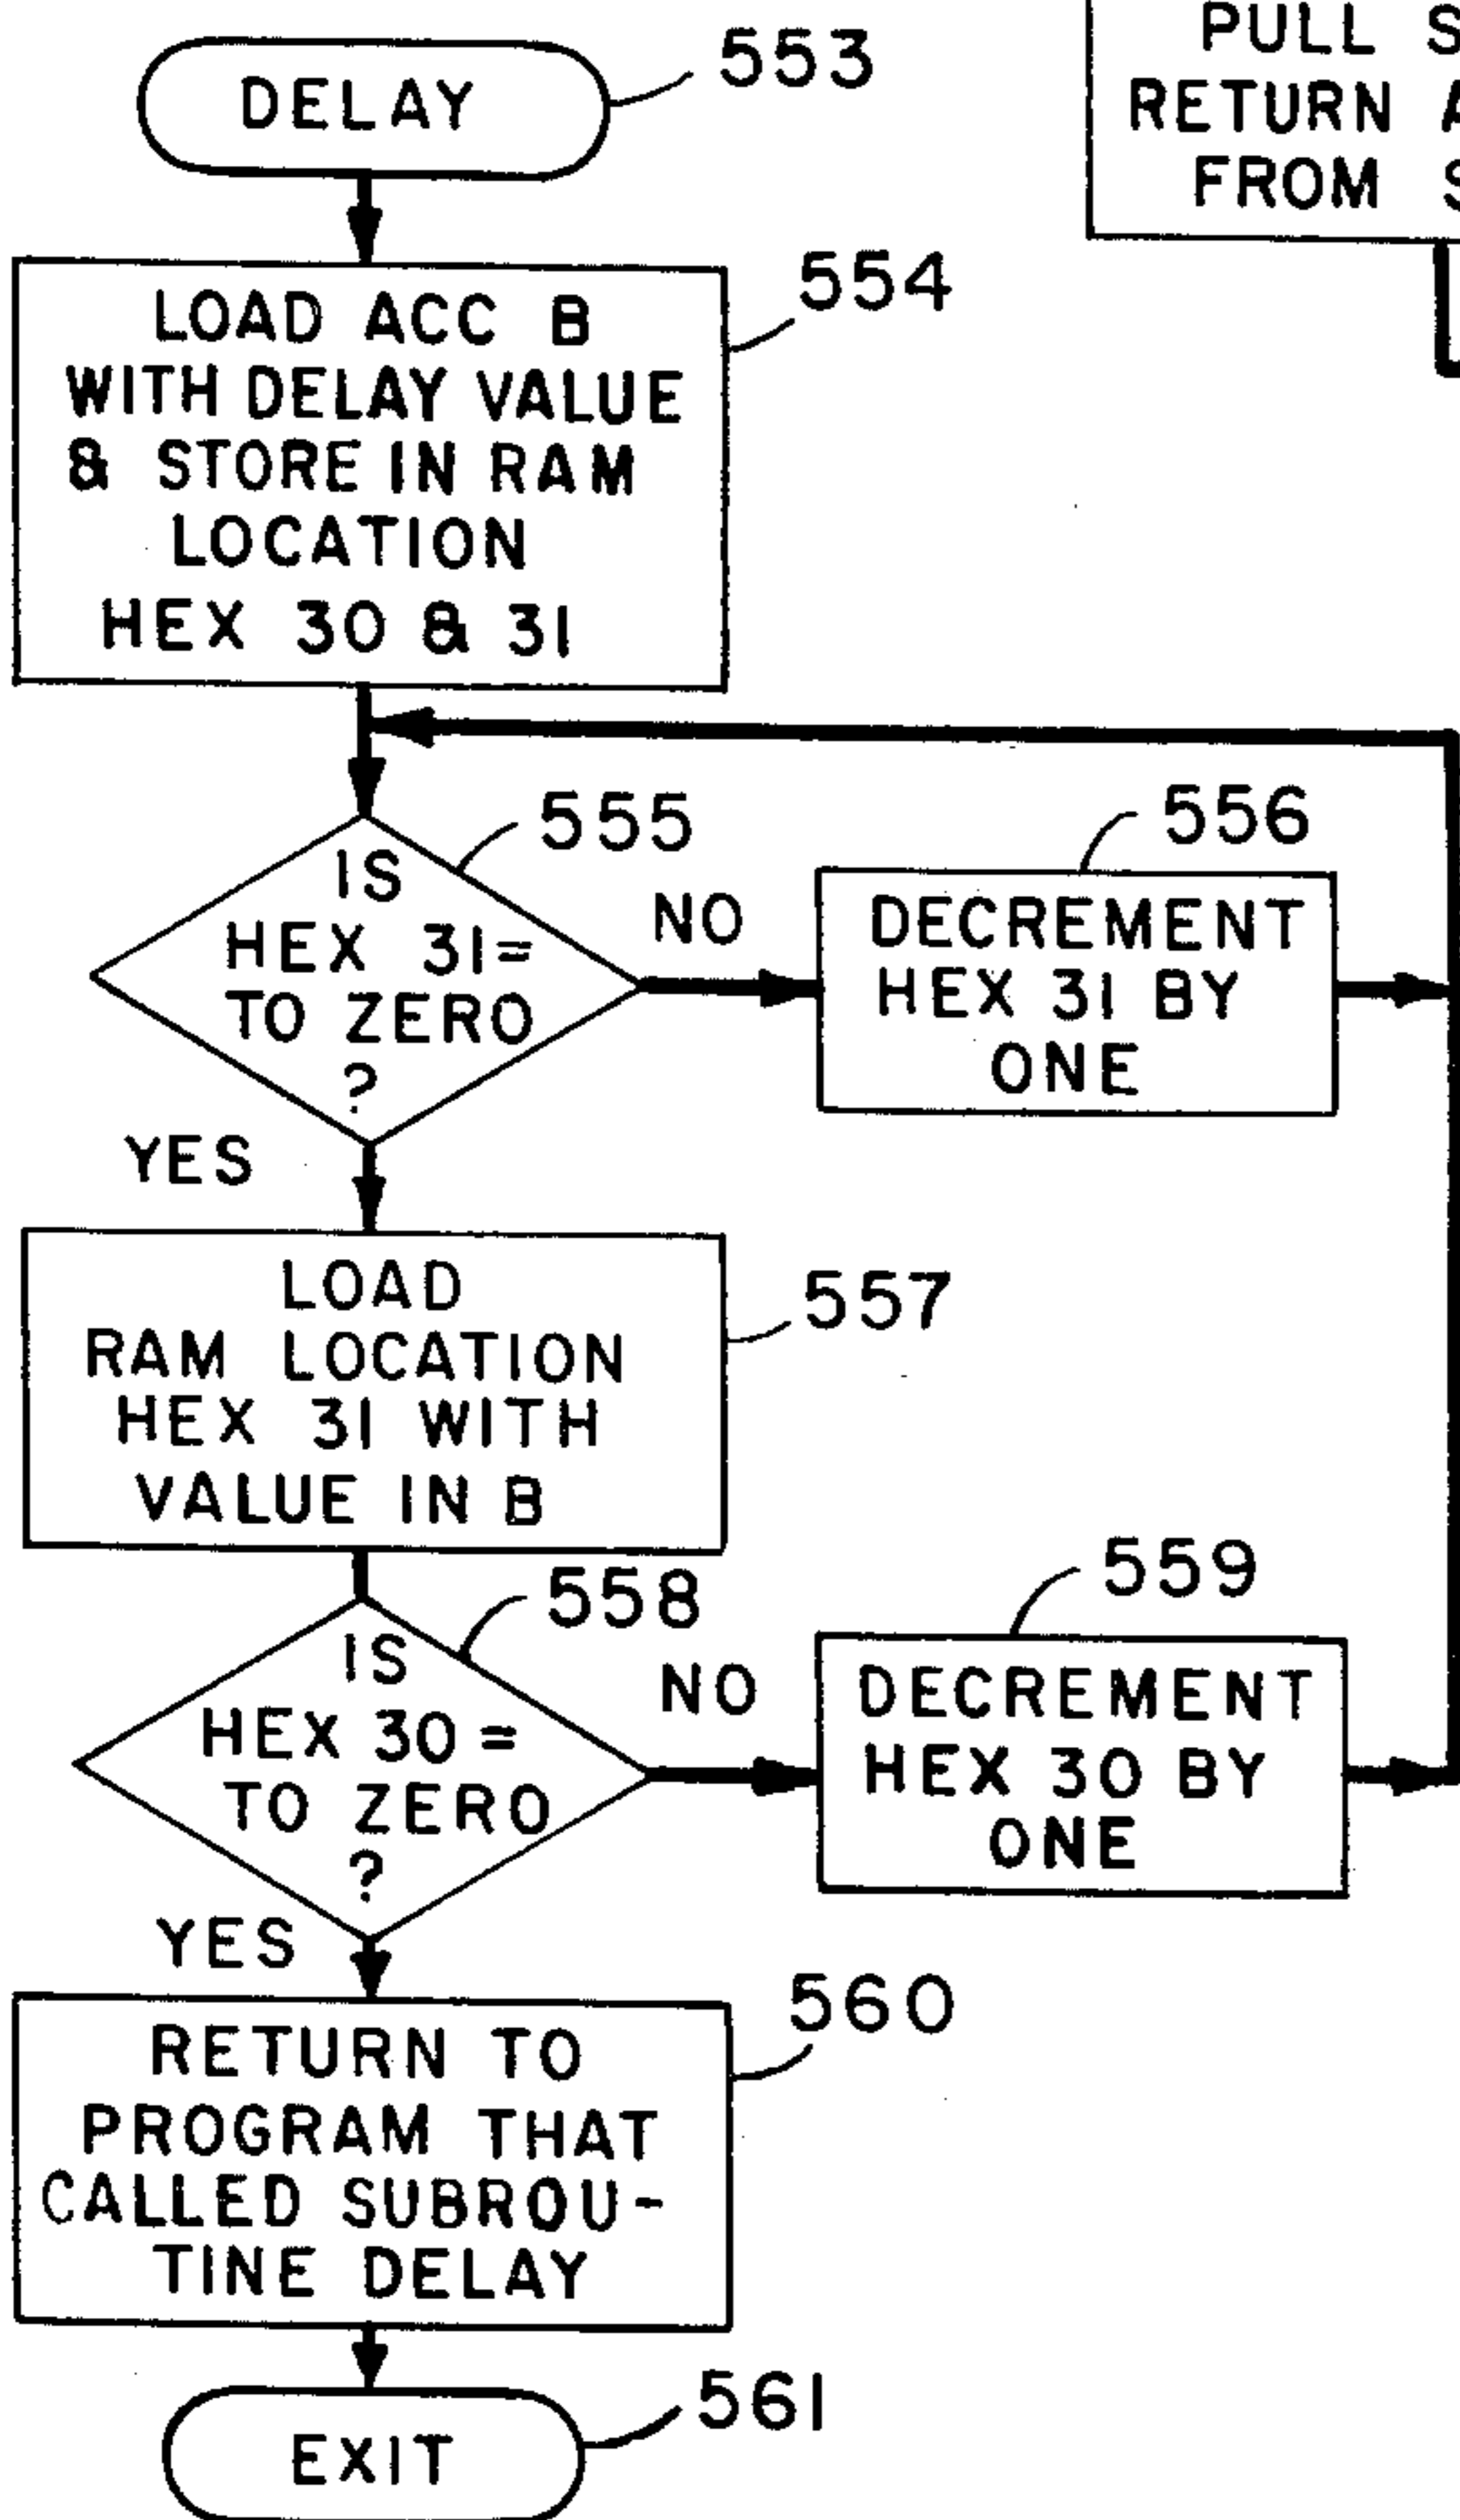 DELAY
553
LOAD ACC B
WITH DELAY VALUE
& STORE IN RAM
LOCATION
HEX 30 & 31
554
IS
HEX 31=
TO ZERO
?
555
NO
YES
DECREMENT
HEX 31 BY
ONE
556
LOAD
RAM LOCATION
HEX 31 WITH
VALUE IN B
557
IS
HEX 30 =
TO ZERO
?
558
NO
YES
DECREMENT
HEX 30 BY
ONE
559
RETURN TO
PROGRAM THAT
CALLED SUBROU-
TINE DELAY
560
EXIT
561
PULL
RETURN
FROM